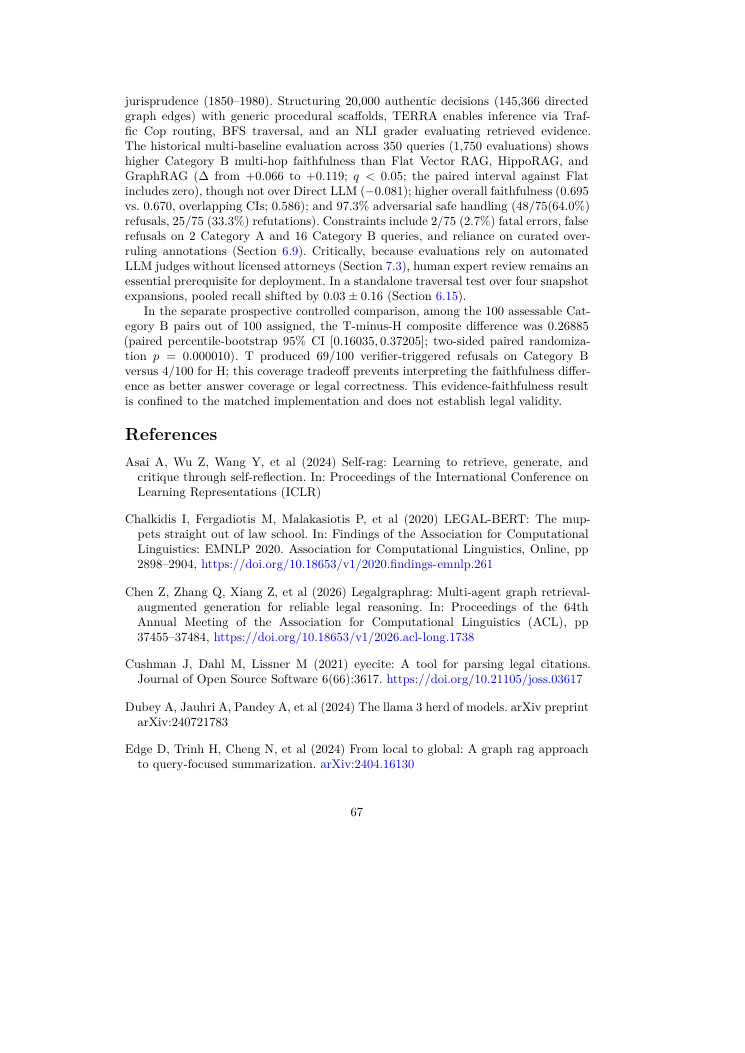 jurisprudence (1850–1980). Structuring 20,000 authentic decisions (145,366 directed
graph edges) with generic procedural scaffolds, TERRA enables inference via Traf-
fic Cop routing, BFS traversal, and an NLI grader evaluating retrieved evidence.
The historical multi-baseline evaluation across 350 queries (1,750 evaluations) shows
higher Category B multi-hop faithfulness than Flat Vector RAG, HippoRAG, and
GraphRAG (Δ from +0.066 to +0.119; q < 0.05; the paired interval against Flat
includes zero), though not over Direct LLM (−0.081); higher overall faithfulness (0.695
vs. 0.670, overlapping CIs; 0.586); and 97.3% adversarial safe handling (48/75(64.0%)
refusals, 25/75 (33.3%) refutations). Constraints include 2/75 (2.7%) fatal errors, false
refusals on 2 Category A and 16 Category B queries, and reliance on curated over-
ruling annotations (Section 6.9). Critically, because evaluations rely on automated
LLM judges without licensed attorneys (Section 7.3), human expert review remains an
essential prerequisite for deployment. In a standalone traversal test over four snapshot
expansions, pooled recall shifted by 0.03 ± 0.16 (Section 6.15).
In the separate prospective controlled comparison, among the 100 assessable Cat-
egory B pairs out of 100 assigned, the T-minus-H composite difference was 0.26885
(paired percentile-bootstrap 95% CI [0.16035, 0.37205]; two-sided paired randomiza-
tion p = 0.000010). T produced 69/100 verifier-triggered refusals on Category B
versus 4/100 for H; this coverage tradeoff prevents interpreting the faithfulness differ-
ence as better answer coverage or legal correctness. This evidence-faithfulness result
is confined to the matched implementation and does not establish legal validity.
References
Asai A, Wu Z, Wang Y, et al (2024) Self-rag: Learning to retrieve, generate, and
critique through self-reflection. In: Proceedings of the International Conference on
Learning Representations (ICLR)
Chalkidis I, Fergadiotis M, Malakasiotis P, et al (2020) LEGAL-BERT: The mup-
pets straight out of law school. In: Findings of the Association for Computational
Linguistics: EMNLP 2020. Association for Computational Linguistics, Online, pp
2898–2904, https://doi.org/10.18653/v1/2020.findings-emnlp.261
Chen Z, Zhang Q, Xiang Z, et al (2026) Legalgraphrag: Multi-agent graph retrieval-
augmented generation for reliable legal reasoning. In: Proceedings of the 64th
Annual Meeting of the Association for Computational Linguistics (ACL), pp
37455–37484, https://doi.org/10.18653/v1/2026.acl-long.1738
Cushman J, Dahl M, Lissner M (2021) eyecite: A tool for parsing legal citations.
Journal of Open Source Software 6(66):3617. https://doi.org/10.21105/joss.03617
Dubey A, Jauhri A, Pandey A, et al (2024) The llama 3 herd of models. arXiv preprint
arXiv:240721783
Edge D, Trinh H, Cheng N, et al (2024) From local to global: A graph rag approach
to query-focused summarization. arXiv:2404.16130
67